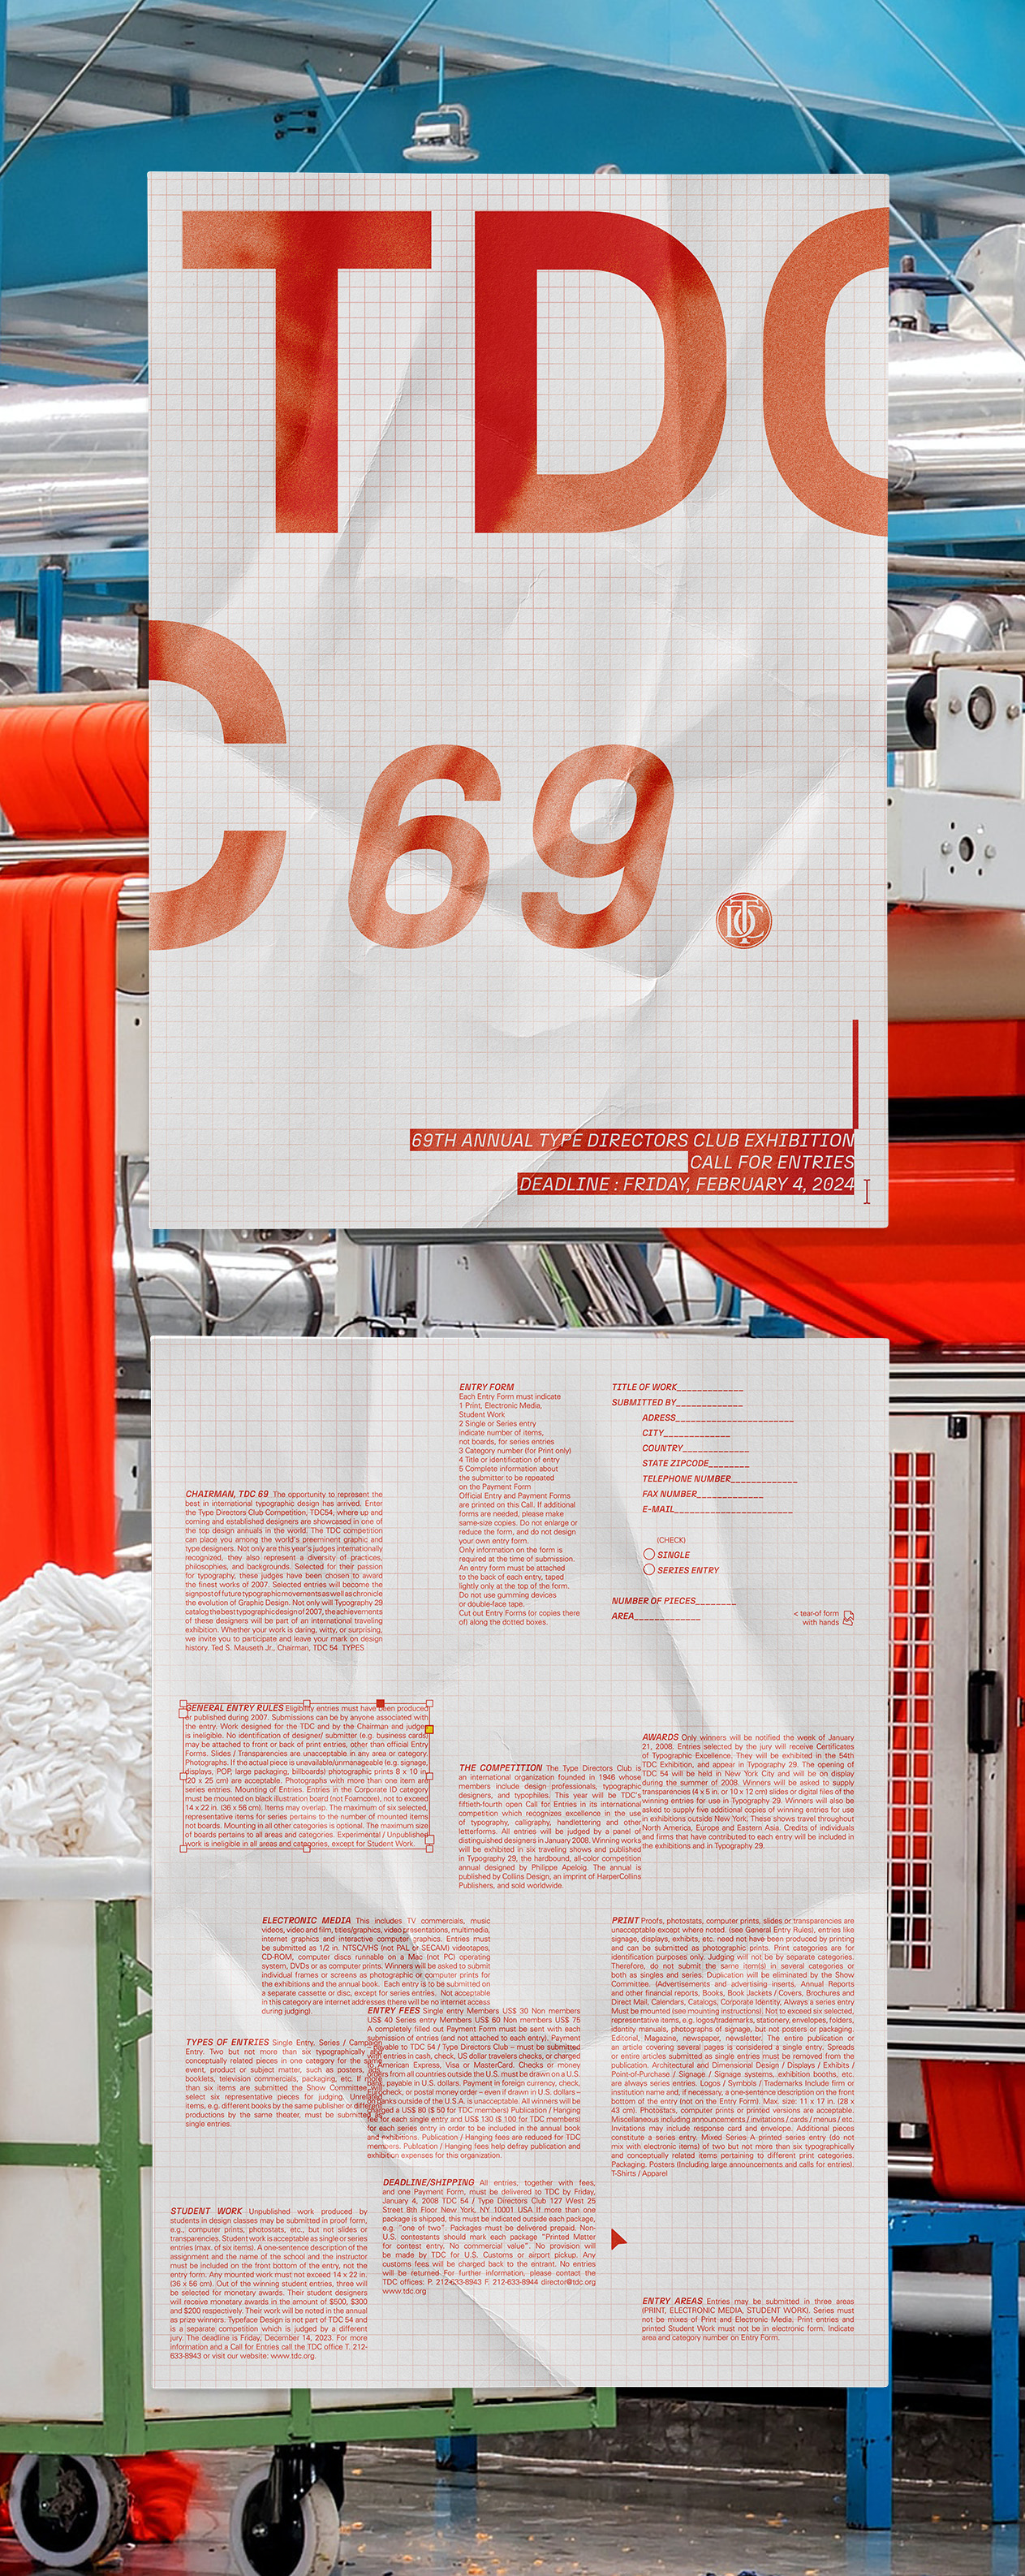 TDC
C 69
TDC
69TH ANNUAL TYPE DIRECTORS CLUB EXHIBITION
CALL FOR ENTRIES
DEADLINE : FRIDAY, FEBRUARY 4, 2024
ENTRY FORM
Each Entry Form must indicate
1 Print, Electronic Media,
Student Work
2 Single or Series entry
indicate number of items,
not boards, for series entries
3 Category number (for Print only)
4 Title or identification of entry
5 Complete information about
the submitter to be repeated
on the Payment Form
Official Entry and Payment Forms
are printed on this Call. If additional
forms are needed, please make
same-size copies. Do not enlarge or
reduce the form, and do not design
your own entry form.
Only information on the form is
required at the time of submission.
An entry form must be attached
to the back of each entry, taped
lightly only at the top of the form.
Do not use gumming devices
or double-face tape.
Cut out Entry Forms (or copies there
of) along the dotted boxes.
TITLE OF WORK_____________
SUBMITTED BY_____________
ADRESS_______________________
CITY_____________
COUNTRY_____________
STATE ZIPCODE________
TELEPHONE NUMBER_____________
FAX NUMBER_____________
E-MAIL_______________________
(CHECK)
SINGLE
SERIES ENTRY
NUMBER OF PIECES________
AREA_____________
< tear-of form
with hands
CHAIRMAN, TDC 69 The opportunity to represent the
best in international typographic design has arrived. Enter
the Type Directors Club Competition, TDC54, where up and
coming and established designers are showcased in one of
the top design annuals in the world. The TDC competition
can place you among the world's preeminent graphic and
type designers. Not only are this year's judges internationally
recognized, they also represent a diversity of practices,
philosophies, and backgrounds. Selected for their passion
for typography, these judges have been chosen to award
the finest works of 2007. Selected entries will become the
signpost of future typographic movements as well as chronicle
the evolution of Graphic Design. Not only will Typography 29
catalog the best typographic design of 2007, the achievements
of these designers will be part of an international traveling
exhibition. Whether your work is daring, witty, or surprising,
we invite you to participate and leave your mark on design
history. Ted S. Mauseth Jr., Chairman, TDC 54 TYPES
GENERAL ENTRY RULES Eligibility entries must have been produced
or published during 2007. Submissions can be by anyone associated with
the entry. Work designed for the TDC and by the Chairman and judges
is ineligible. No identification of designer/ submitter (e.g. business cards)
may be attached to front or back of print entries, other than official Entry
Forms. Slides / Transparencies are unacceptable in any area or category.
Photographs. If the actual piece is unavailable/unmanageable (e.g. signage,
displays, POP, large packaging, billboards) photographic prints 8 x 10 in.
(20 x 25 cm) are acceptable. Photographs with more than one item are
series entries. Mounting of Entries. Entries in the Corporate ID category
must be mounted on black illustration board (not Foamcore), not to exceed
14 x 22 in. (36 x 56 cm). Items may overlap. The maximum of six selected,
representative items for series pertains to the number of mounted items
not boards. Mounting in all other categories is optional. The maximum size
of boards pertains to all areas and categories. Experimental / Unpublished
work is ineligible in all areas and categories, except for Student Work.
THE COMPETITION The Type Directors Club is
an international organization founded in 1946 whose
members include design professionals, typographic
designers, and typophiles. This year will be TDC's
fiftieth-fourth open Call for Entries in its international
competition which recognizes excellence in the use
of typography, calligraphy, handlettering and other
letterforms. All entries will be judged by a panel of
distinguished designers in January 2008. Winning works
will be exhibited in six traveling shows and published
in Typography 29, the hardbound, all-color competition
annual designed by Philippe Apeloig. The annual is
published by Collins Design, an imprint of HarperCollins
Publishers, and sold worldwide.
AWARDS Only winners will be notified the week of January
21, 2008. Entries selected by the jury will receive Certificates
of Typographic Excellence. They will be exhibited in the 54th
TDC Exhibition, and appear in Typography 29. The opening of
TDC 54 will be held in New York City and will be on display
during the summer of 2008. Winners will be asked to supply
transparencies (4 x 5 in. or 10 x 12 cm) slides or digital files of the
winning entries for use in Typography 29. Winners will also be
asked to supply five additional copies of winning entries for use
in exhibitions outside New York. These shows travel throughout
North America, Europe and Eastern Asia. Credits of individuals
and firms that have contributed to each entry will be included in
the exhibitions and in Typography 29.
ELECTRONIC MEDIA This includes TV commercials, music
videos, video and film, titles/graphics, video presentations, multimedia,
internet graphics and interactive computer graphics. Entries must
be submitted as 1/2 in. NTSC/VHS (not PAL or SECAM) videotapes,
CD-ROM, computer discs runnable on a Mac (not PC) operating
system, DVDs or as computer prints. Winners will be asked to submit
individual frames or screens as photographic or computer prints for
the exhibitions and the annual book. Each entry is to be submitted on
a separate cassette or disc, except for series entries. Not acceptable
in this category are internet addresses (there will be no internet access
during judging).
ENTRY FEES Single entry Members US$ 30 Non members
US$ 40 Series entry Members US$ 60 Non members US$ 75
A completely filled out Payment Form must be sent with each
submission of entries (and not attached to each entry). Payment
– Payable to TDC 54 / Type Directors Club – must be submitted
with entries in cash, check, US dollar travelers checks, or charged
to American Express, Visa or MasterCard. Checks or money
orders from all countries outside the U.S. must be drawn on a U.S.
bank, payable in U.S. dollars. Payment in foreign currency, check,
eurocheck, or postal money order – even if drawn in U.S. dollars –
on banks outside of the U.S.A. is unacceptable. All winners will be
charged a US$ 80 ($ 50 for TDC members) Publication / Hanging
fee for each single entry and US$ 130 ($ 100 for TDC members)
for each series entry in order to be included in the annual book
and exhibitions. Publication / Hanging fees are reduced for TDC
members. Publcation / Hanging fees help defray publication and
exhibition expenses for this organization.
TYPES OF ENTRIES Single Entry. Series / Campaign
Entry. Two but not more than six typographically and
conceptually related pieces in one category for the same
event, product or subject matter, such as posters, ads
booklets, television commercials, packaging, etc. If more
than six items are submitted the Show Committee will
select six representative pieces for judging. Unrelated
items, e.g. different books by the same publisher or different
productions by the same theater, must be submitted
single entries.
PRINT Proofs, photostats, computer prints, slides or transparencies are
unacceptable except where noted. (see General Entry Rules), entries like
signage, displays, exhibits, etc. need not have been produced by printing
and can be submitted as photographic prints. Print categories are for
identification purposes only. Judging will not be by separate categories.
Therefore, do not submit the same item(s) in several categories or
both as singles and series. Duplication will be eliminated by the Show
Committee. (Advertisements and advertising inserts, Annual Reports
and other financial reports, Books, Book Jackets / Covers, Brochures and
Direct Mail, Calendars, Catalogs, Corporate Identity, Always a series entry
Must be mounted (see mounting instructions). Not to exceed six selected,
representative items, e.g. logos/trademarks, stationery, envelopes, folders,
identity manuals, photographs of signage, but not posters or packaging.
Editorial, Magazine, newspaper, newsletter. The entire publication or
an article covering several pages is considered a single entry. Spreads
or entire articles submitted as single entries must be removed from the
publication. Architectural and Dimensional Design / Displays / Exhibits /
Point-of-Purchase / Signage / Signage systems, exhibition booths, etc.
are always series entries. Logos / Symbols / Trademarks Include firm or
institution name and, if necessary, a one-sentence description on the front
bottom of the entry (not on the Entry Form). Max. size: 11 x 17 in. (28 x
43 cm). Photostats, computer prints or printed versions are acceptable.
Miscellaneous including announcements / invitations / cards / menus / etc.
Invitations may include response card and envelope. Additional pieces
constitute a series entry. Mixed Series A printed series entry (do not
mix with electronic items) of two but not more than six typographically
and conceptually related items pertaining to different print categories.
Packaging. Posters (Including large announcements and calls for entries).
T-Shirts / Apparel
DEADLINE/SHIPPING All entries, together with fees,
and one Payment Form, must be delivered to TDC by Friday,
January 4, 2008 TDC 54 / Type Directors Club 127 West 25
Street 8th Floor New York, NY 10001 USA If more than one
package is shipped, this must be indicated outside each package,
e.g. "one of two". Packages must be delivered prepaid. Non-
U.S. contestants should mark each package "Printed Matter
for contest entry. No commercial value". No provision will
be made by TDC for U.S. Customs or airport pickup. Any
customs fees will be charged back to the entrant. No entries
will be returned For further information, please contact the
TDC offices: P. 212-633-8943 F. 212-633-8944 director@tdc.org
www.tdc.org
STUDENT WORK Unpublished work produced by
students in design classes may be submitted in proof form,
e.g., computer prints, photostats, etc., but not slides or
transparencies. Student work is acceptable as single or series
entries (max. of six items). A one-sentence description of the
assignment and the name of the school and the instructor
must be included on the front bottom of the entry, not the
entry form. Any mounted work must not exceed 14 x 22 in.
(36 x 56 cm). Out of the winning student entries, three will
be selected for monetary awards. Their student designers
will receive monetary awards in the amount of $500, $300
and $200 respectively. Their work will be noted in the annual
as prize winners. Typeface Design is not part of TDC 54 and
is a separate competition which is judged by a different
jury. The deadline is Friday, December 14, 2023. For more
information and a Call for Entries call the TDC office T. 212-
633-8943 or visit our website: www.tdc.org.
ENTRY AREAS Entries may be submitted in three areas
(PRINT, ELECTRONIC MEDIA, STUDENT WORK). Series must
not be mixes of Print and Electronic Media. Print entries and
printed Student Work must not be in electronic form. Indicate
area and category number on Entry Form.